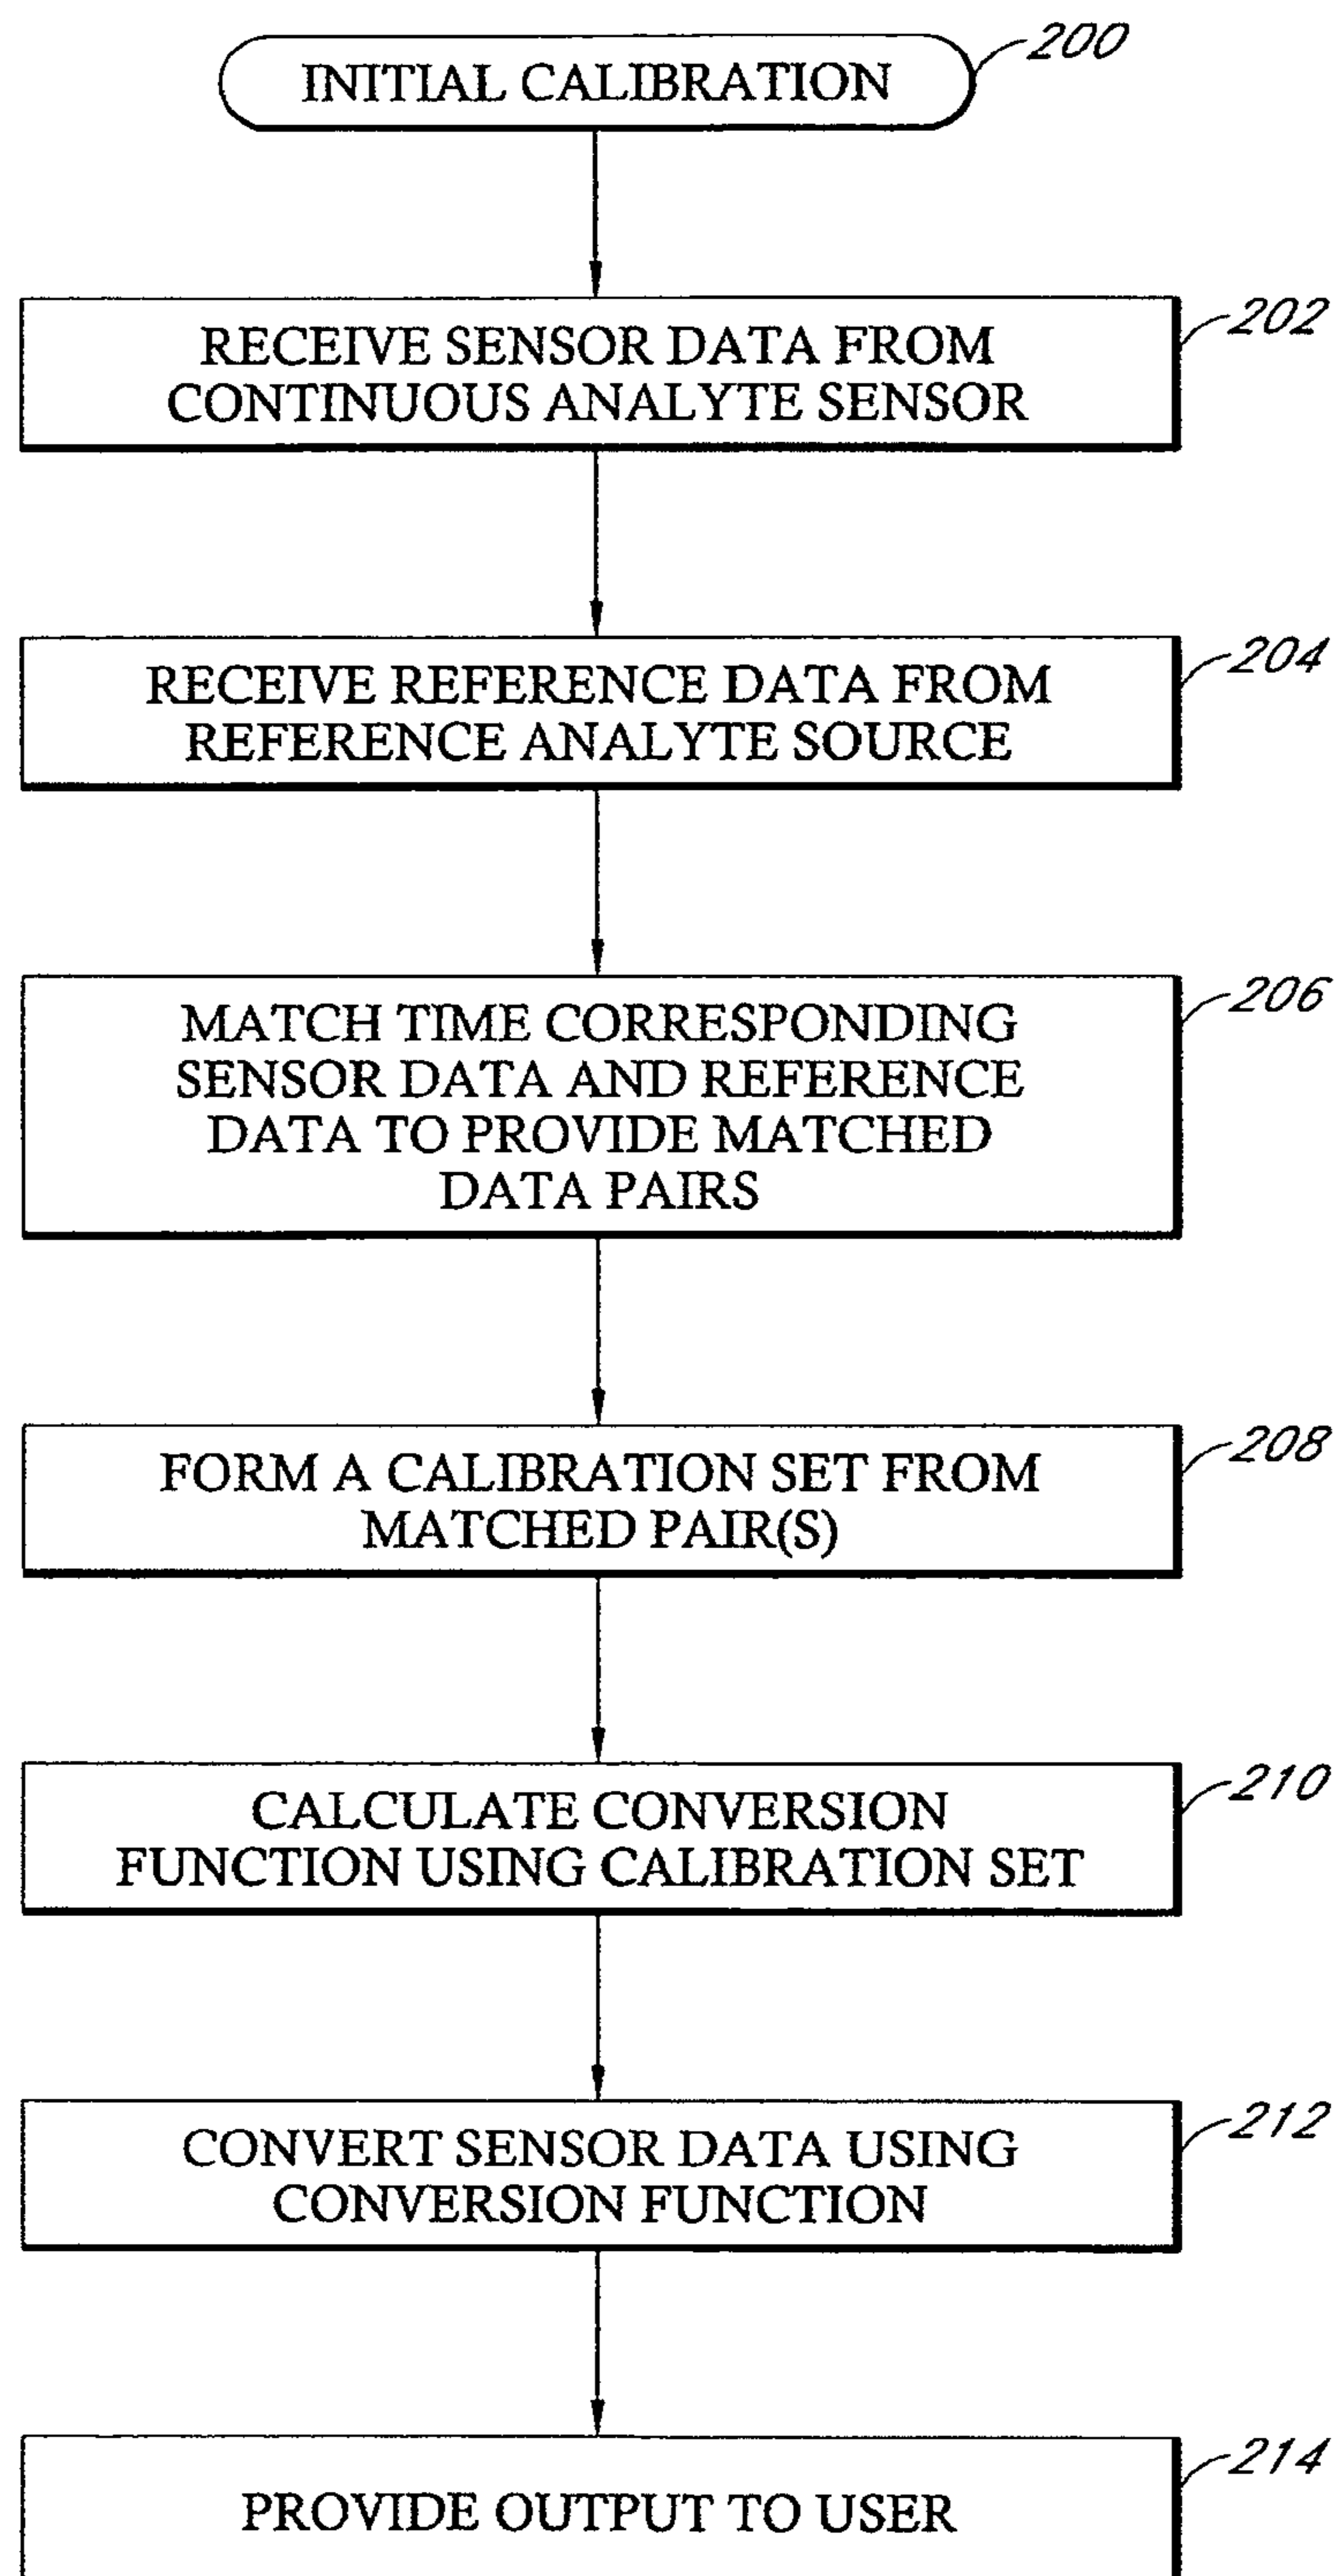 INITIAL CALIBRATION
200
RECEIVE SENSOR DATA FROM
CONTINUOUS ANALYTE SENSOR
202
RECEIVE REFERENCE DATA FROM
REFERENCE ANALYTE SOURCE
204
MATCH TIME CORRESPONDING
SENSOR DATA AND REFERENCE
DATA TO PROVIDE MATCHED
DATA PAIRS
206
FORM A CALIBRATION SET FROM
MATCHED PAIR(S)
208
CALCULATE CONVERSION
FUNCTION USING CALIBRATION SET
210
CONVERT SENSOR DATA USING
CONVERSION FUNCTION
212
PROVIDE OUTPUT TO USER
214